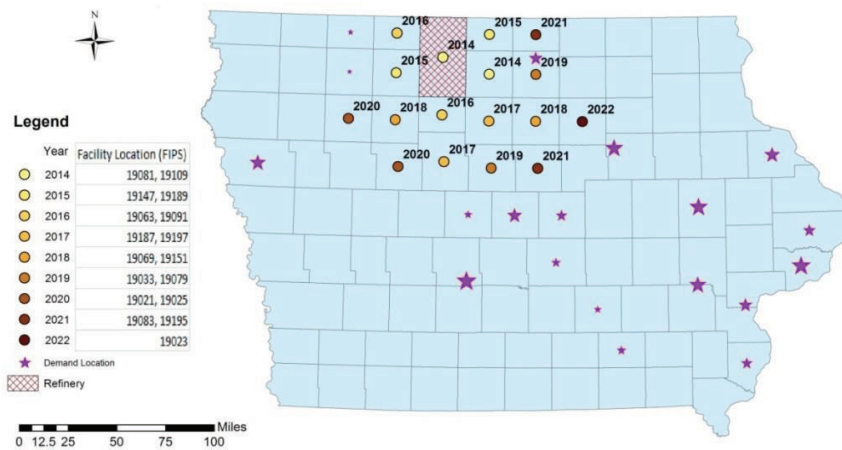 2016
2015
2021
2014
2015
2014
2019
2020
2018
2016
2017
2018
2022
2020
2017
2019
2021
N
Legend
Year Facility Location (FIPS)
2014 19081, 19109
2015 19147, 19189
2016 19063, 19091
2017 19187, 19197
2018 19069, 19151
2019 19033, 19079
2020 19021, 19025
2021 19083, 19195
2022 19023
Demand Location
Refinery
Miles
0 12.5 25 50 75 100